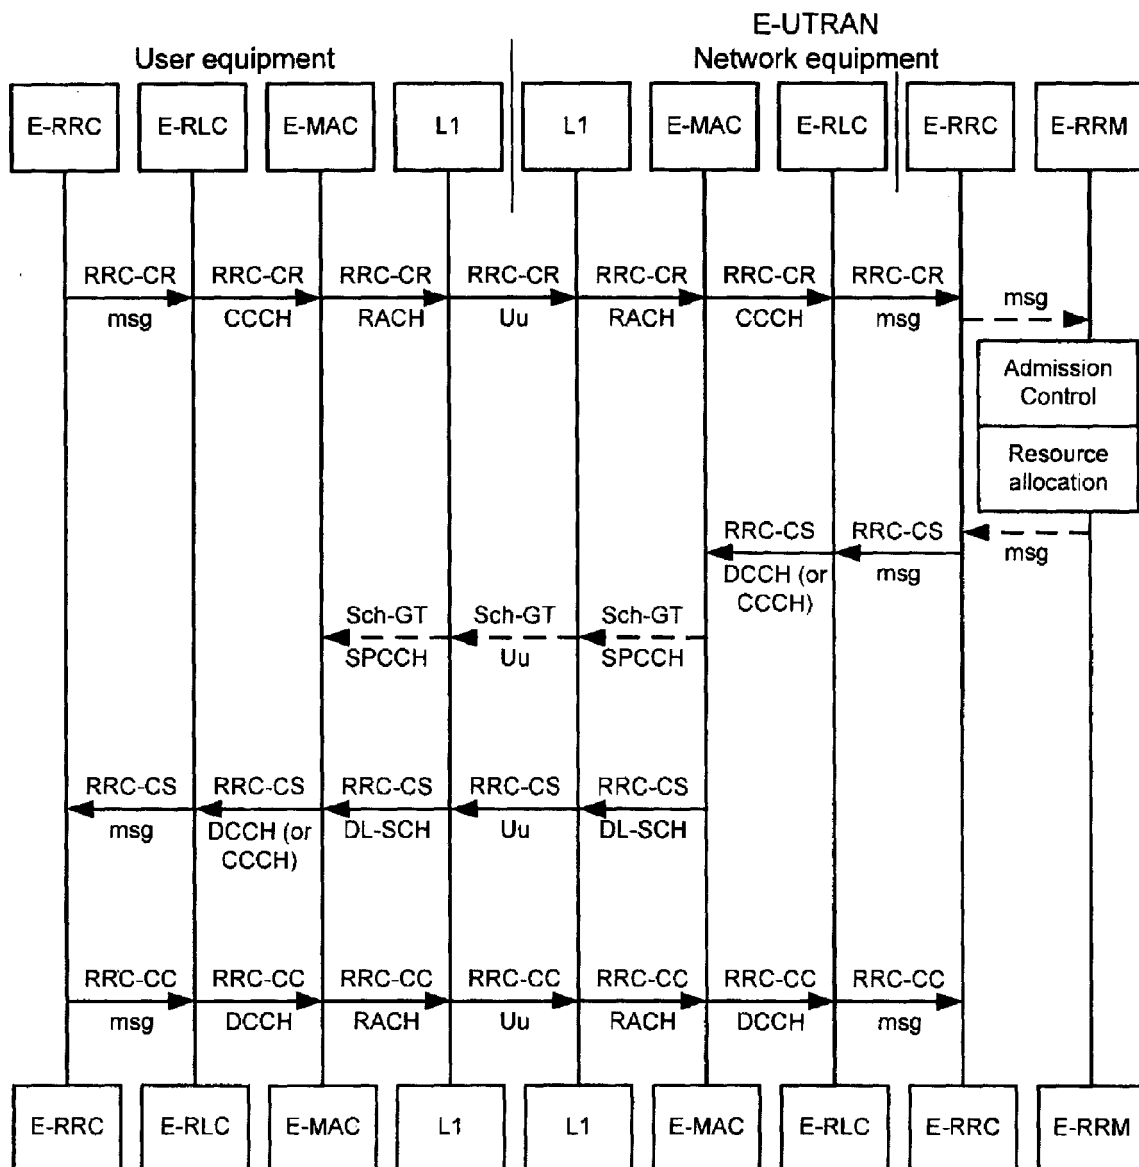 E-UTRAN
User equipment
Network equipment
E-RRC E-RLC E-MAC L1 L1 E-MAC E-RLC E-RRC E-RRM
RRC-CR RRC-CR RRC-CR RRC-CR RRC-CR RRC-CR RRC-CR
msg CCCH RACH Uu RACH CCCH msg
msg
Admission
Control
Resource
allocation
RRC-CS RRC-CS
DCCH (or
CCCH)
msg
msg
Sch-GT Sch-GT Sch-GT
SPCCH Uu SPCCH
RRC-CS RRC-CS RRC-CS RRC-CS RRC-CS
msg DCCH (or DL-SCH Uu DL-SCH
CCCH)
RRC-CC RRC-CC RRC-CC RRC-CC RRC-CC RRC-CC RRC-CC
msg DCCH RACH Uu RACH DCCH msg
E-RRC E-RLC E-MAC L1 L1 E-MAC E-RLC E-RRC E-RRM